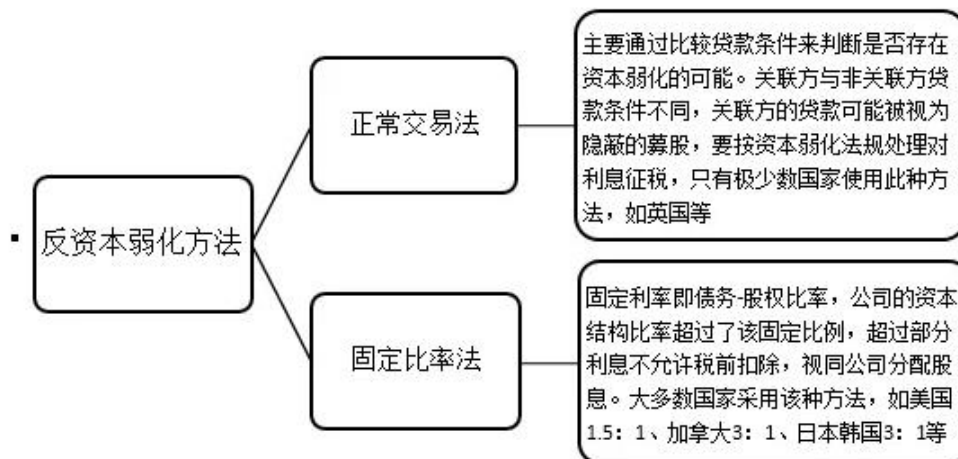 反资本弱化方法
正常交易法
主要通过比较贷款条件来判断是否存在
资本弱化的可能。关联方与非关联方贷
款条件不同，关联方的贷款可能被视为
隐蔽的募股，要按资本弱化法规处理对
利息征税，只有极少数国家使用此种方
法，如英国等
固定比率法
固定利率即债务-股权比率，公司的资本
结构比率超过了该固定比例，超过部分
利息不允许税前扣除，视同公司分配股
息。大多数国家采用该种方法，如美国
1.5：1、加拿大3：1、日本韩国3：1等